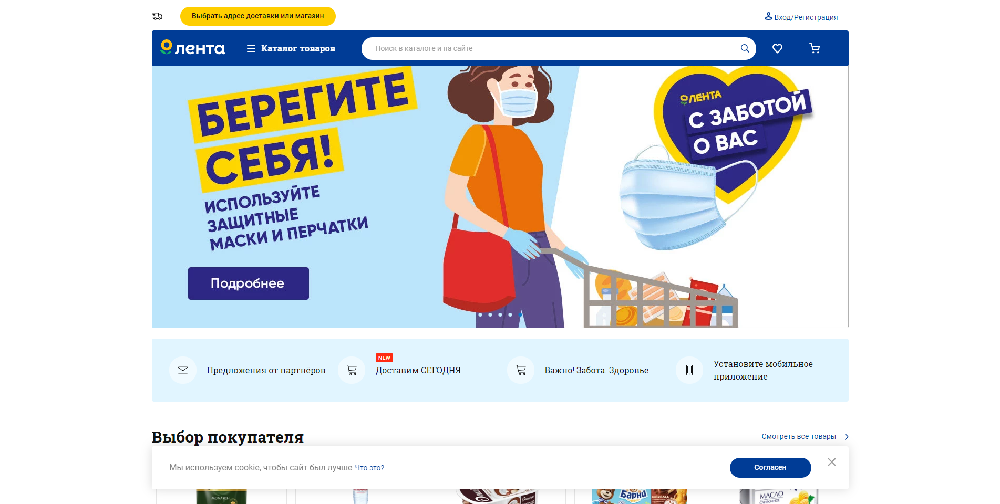 Выбрать адрес доставки или магазин
Вход/Регистрация
лента
Каталог товаров
Поиск в каталоге и на сайте
БЕРЕГИТЕ
СЕБЯ!
ИСПОЛЬЗУЙТЕ
ЗАЩИТНЫЕ
МАСКИ И ПЕРЧАТКИ
Подробнее
ЛЕНТА
С ЗАБОТОЙ
О ВАС
Предложения от партнёров
NEW
Доставим СЕГОДНЯ
Важно! Забота. Здоровье
Установите мобильное
приложение
Выбор покупателя
Смотреть все товары
Мы используем cookie, чтобы сайт был лучше Что это?
Согласен
MONARCH
Барни
ШОКОЛАД
МАСЛО
СЛИВОЧНОЕ